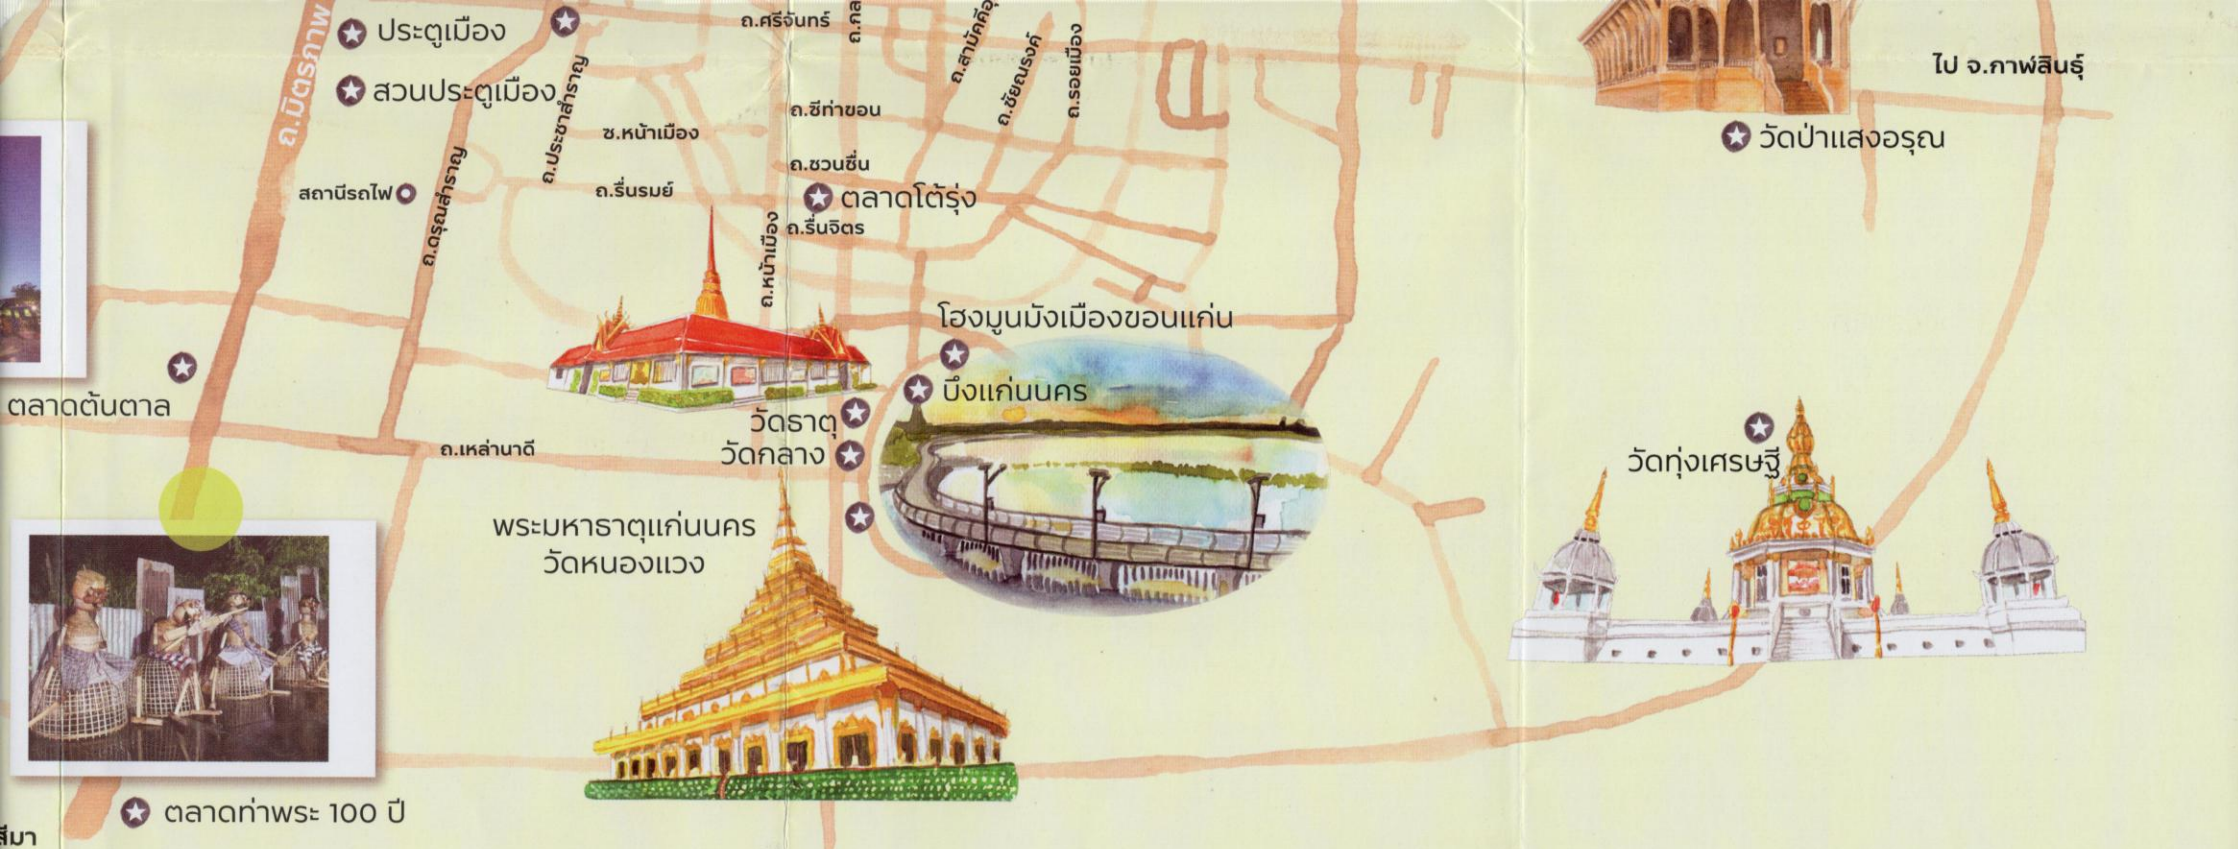 ถ.มิตรภาพ
ประตูเมือง
สวนประตูเมือง
สถานีรถไฟ
ถ.ดรุณสำราญ
ถ.ประชาสำราญ
ถ.ศรีจันทร์
ซ.หน้าเมือง
ถ.รื่นรมย์
ถ.ชีท่าขอน
ถ.ชวนชื่น
ตลาดโต้รุ่ง
ถ.รื่นจิตร
ถ.หน้าเมือง
ถ.ชัยณรงค์
ถ.รอบเมือง
ไป จ.กาฬสินธุ์
วัดป่าแสงอรุณ
โฮงมูนมังเมืองขอนแก่น
บึงแก่นนคร
วัดธาตุ
วัดกลาง
ตลาดต้นตาล
ถ.เหล่านาดี
พระมหาธาตุแก่นนคร
วัดหนองแวง
วัดทุ่งเศรษฐี
ตลาดท่าพระ 100 ปี
สีมา